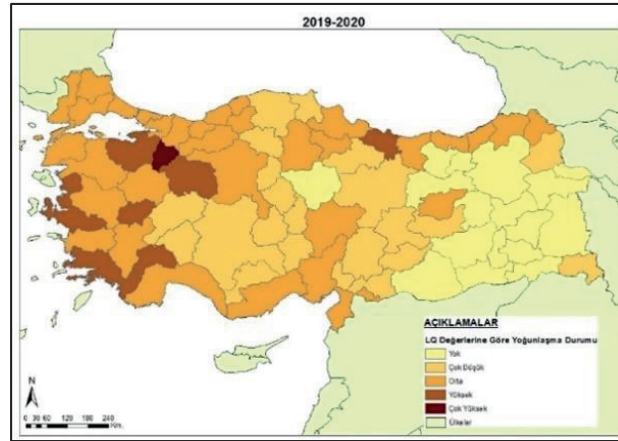 2019-2020
AÇIKLAMALAR
LQ Değerlerine Göre Yoğunlaşma Durumu
Yok
Çok Düşük
Orta
Yüksek
Çok Yüksek
Ülkeler
N
0 30 60 120 180 240
Km.